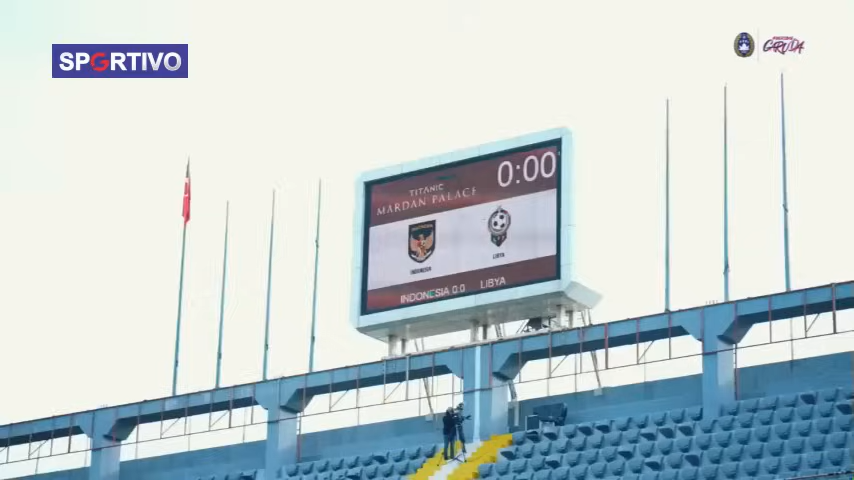 SPORTIVO
GARUDA
0:00
TITANIC
MARDAN PALACE
INDONESIA
LIBYA
INDONESIA 0:0 LIBYA